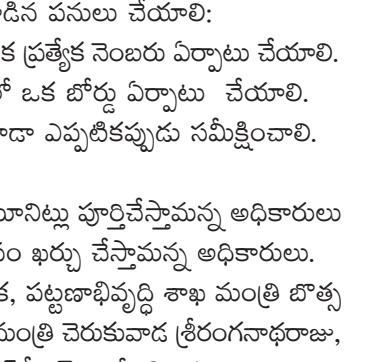 డిన పనులు చేయాలి:
క ప్రత్యేక నెంబరు ఏర్పాటు చేయాలి.
ఒక బోర్డు ఏర్పాటు చేయాలి.
డా ఎప్పటికప్పుడు సమీక్షించాలి.
యూనిట్లు పూర్తిచేస్తామన్న అధికారులు
ఖర్చు చేస్తామన్న అధికారులు.
క, పట్టణాభివృద్ధి శాఖ మంత్రి బొత్స
మంత్రి చెరుకువాడ శ్రీరంగనాథరాజు,